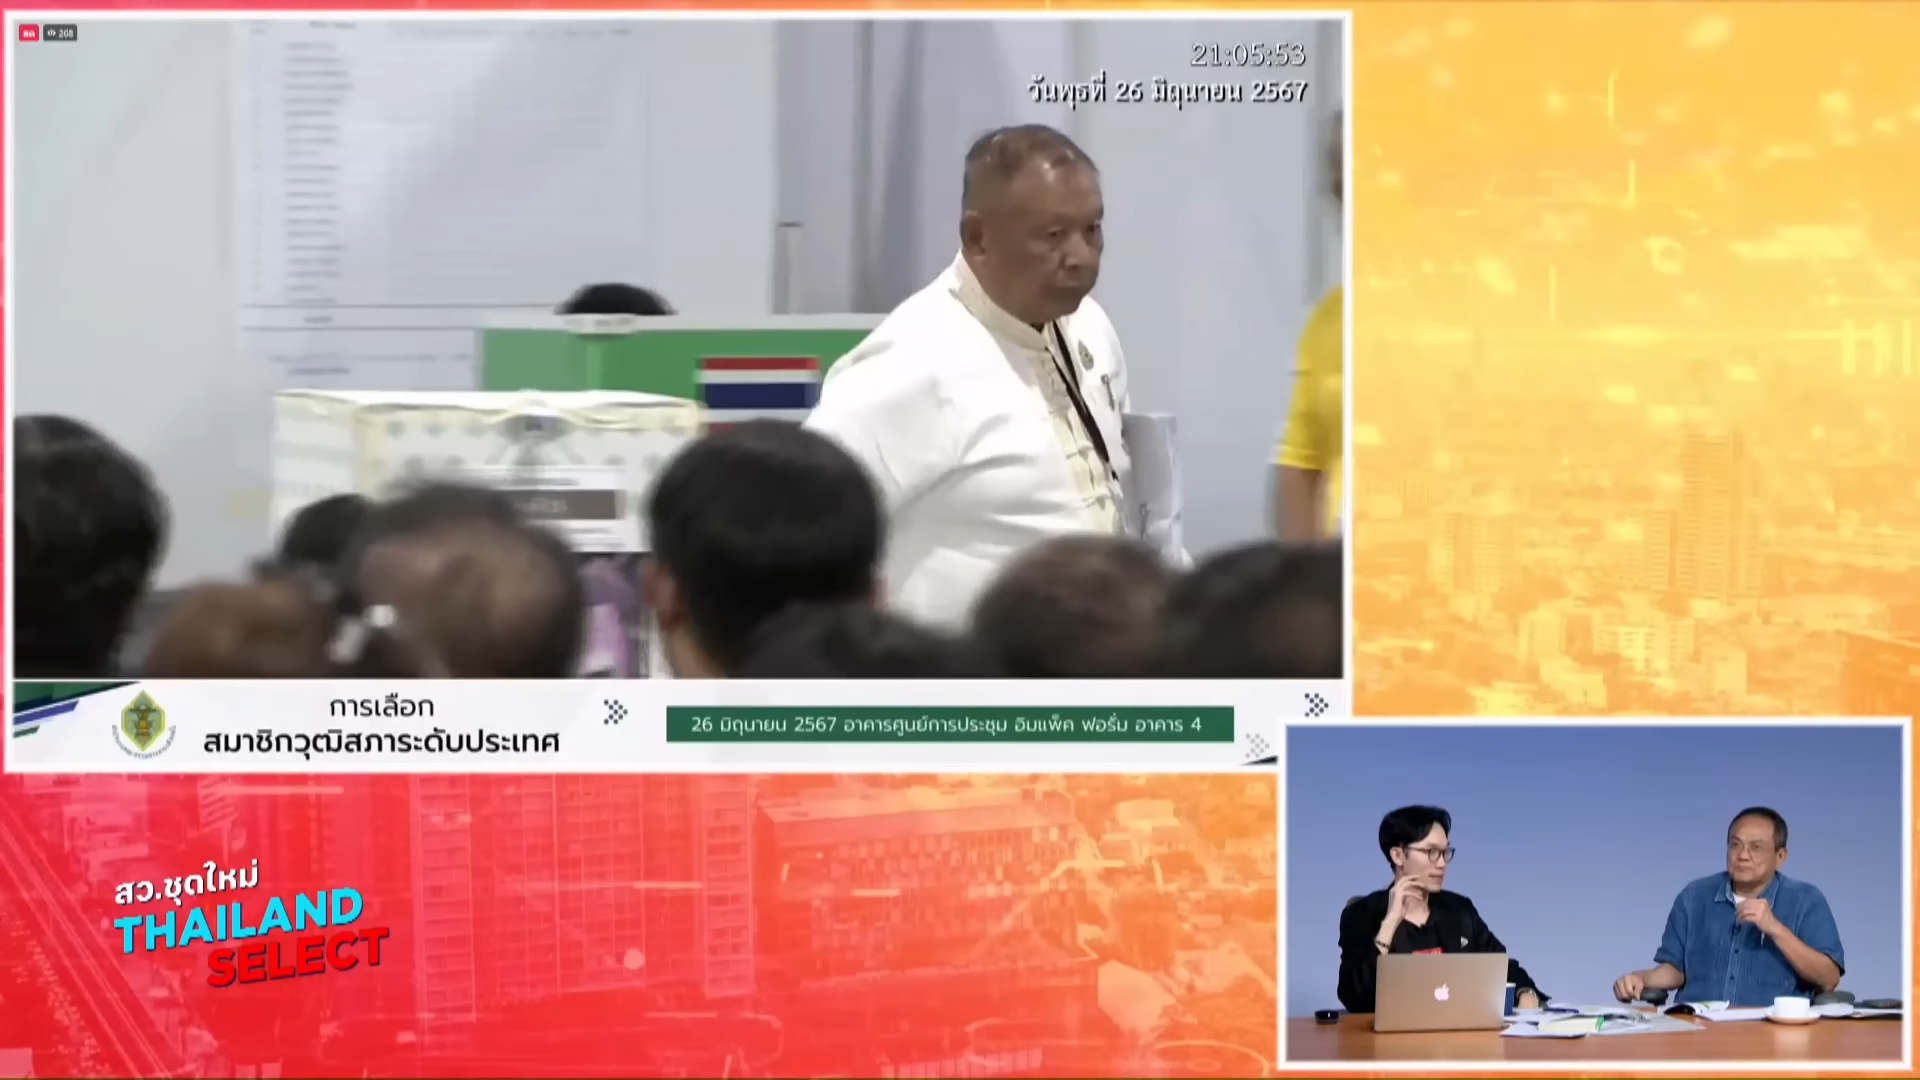 สด 208
21:05:53
วันพุธที่ 26 มิถุนายน 2567
การเลือก
สมาชิกวุฒิสภาระดับประเทศ
26 มิถุนายน 2567 อาคารศูนย์การประชุม อิมแพ็ค ฟอรั่ม อาคาร 4
สว.ชุดใหม่
THAILAND
SELECT